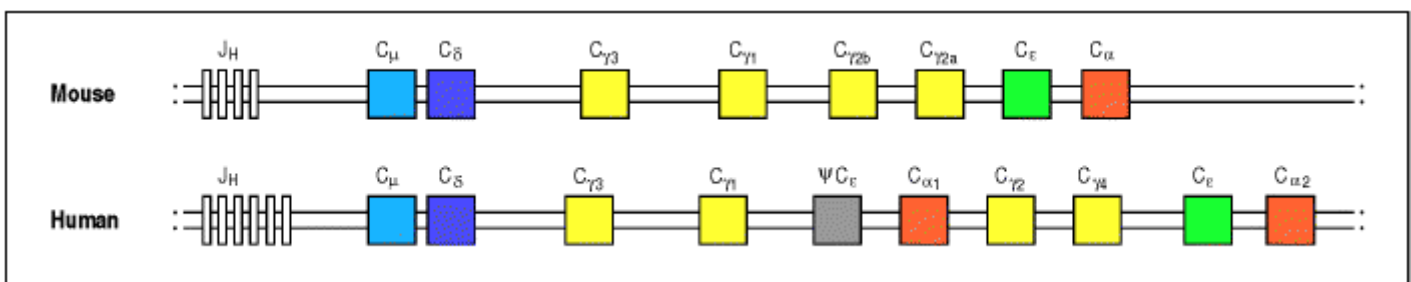 J_H C_μ C_δ C_γ3 C_γ1 C_γ2b C_γ2a C_ε C_α
Mouse
J_H C_μ C_δ C_γ3 C_γ1 ΨC_ε C_α1 C_γ2 C_γ4 C_ε C_α2
Human